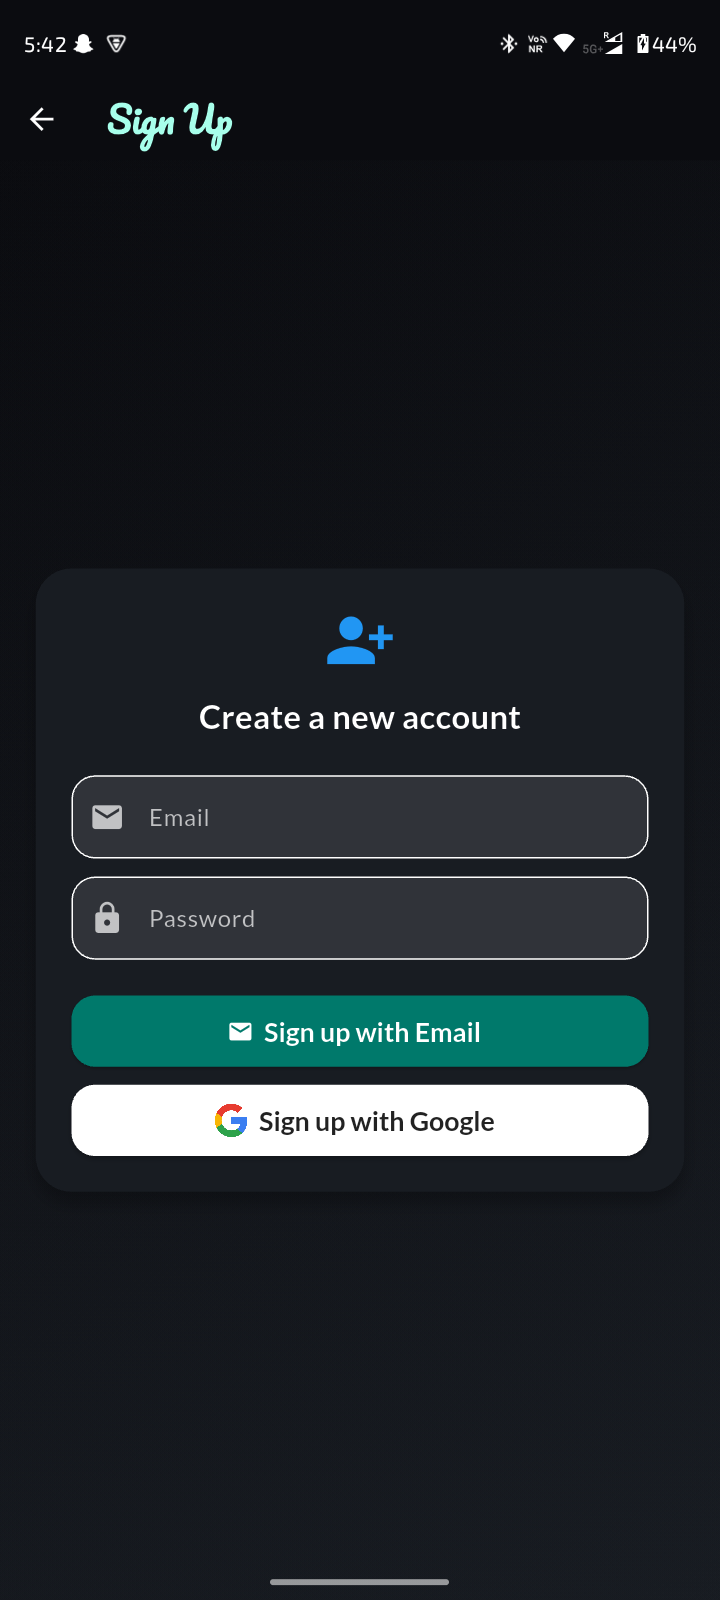 5:42 Vo NR 5G+ R 44%
Sign Up
Create a new account
Email
Password
Sign up with Email
Sign up with Google